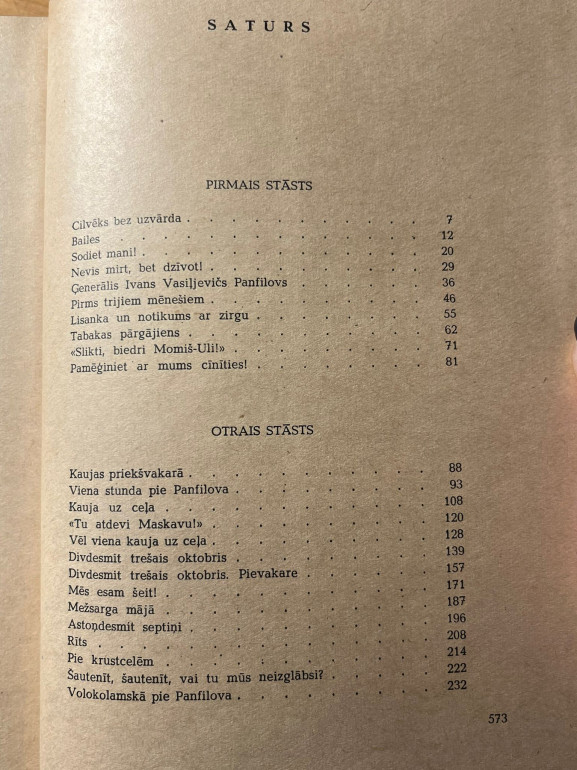 SATURS
PIRMAIS STĀSTS
Cilvēks bez uzvārda . . . . . . . . . . 7
Bailes . . . . . . . . . . . . 12
Sodiet mani! . . . . . . . . . . . 20
Nevis mirt, bet dzīvot! . . . . . . . . . 29
Ģenerālis Ivans Vasiļjevičs Panfilovs . . . . . . 36
Pirms trijiem mēnešiem . . . . . . . . . 46
Lisanka un notikums ar zirgu . . . . . . . 55
Tabakas pārgājiens . . . . . . . . . . 62
«Slikti, biedri Momiš-Uli!» . . . . . . . . 71
Pamēģiniet ar mums cīnīties! . . . . . . . 81
OTRAIS STĀSTS
Kaujas priekšvakarā . . . . . . . . . . 88
Viena stunda pie Panfilova . . . . . . . . 93
Kauja uz ceļa . . . . . . . . . . . 108
«Tu atdevi Maskavu!» . . . . . . . . . 120
Vēl viena kauja uz ceļa . . . . . . . . . 128
Divdesmit trešais oktobris . . . . . . . . 139
Divdesmit trešais oktobris. Pievakare . . . . . . 157
Mēs esam šeit! . . . . . . . . . . . 171
Mežsarga mājā . . . . . . . . . . . 187
Astoņdesmit septiņi . . . . . . . . . . 196
Rīts . . . . . . . . . . . . . 208
Pie krustcelēm . . . . . . . . . . . 214
Šautenīt, šautenīt, vai tu mūs neizglābsi? . . . . . 222
Volokolamskā pie Panfilova . . . . . . . . 232
573